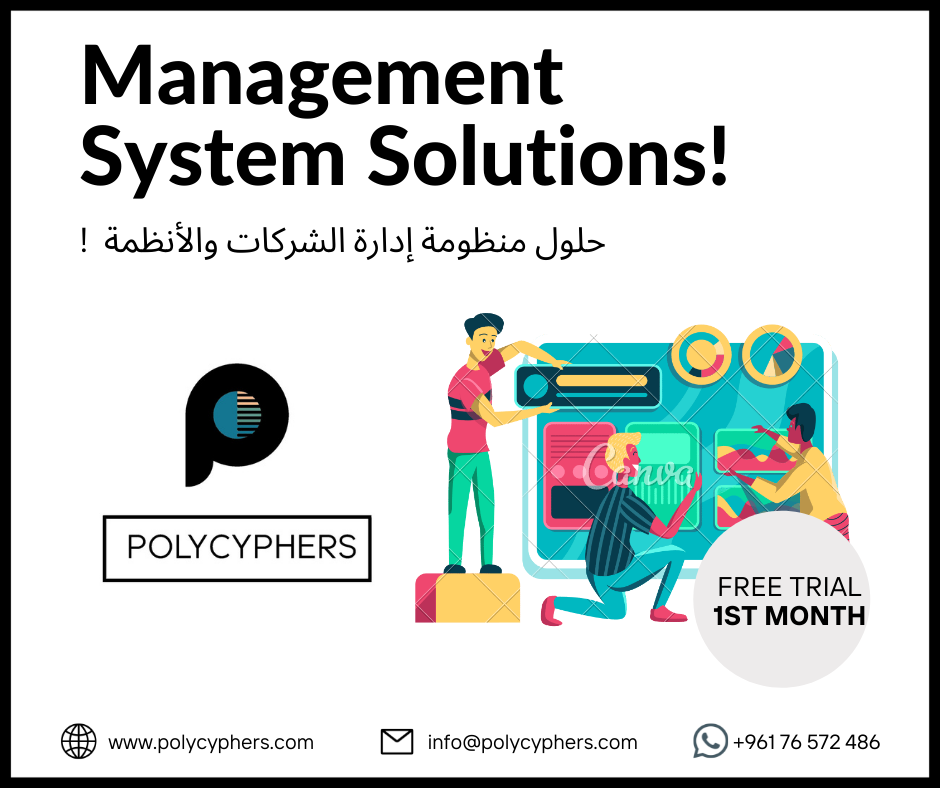 Management
System Solutions!
حلول منظومة إدارة الشركات والأنظمة !
POLYCYPHERS
Canva
FREE TRIAL
1ST MONTH
www.polycyphers.com
info@polycyphers.com
+961 76 572 486